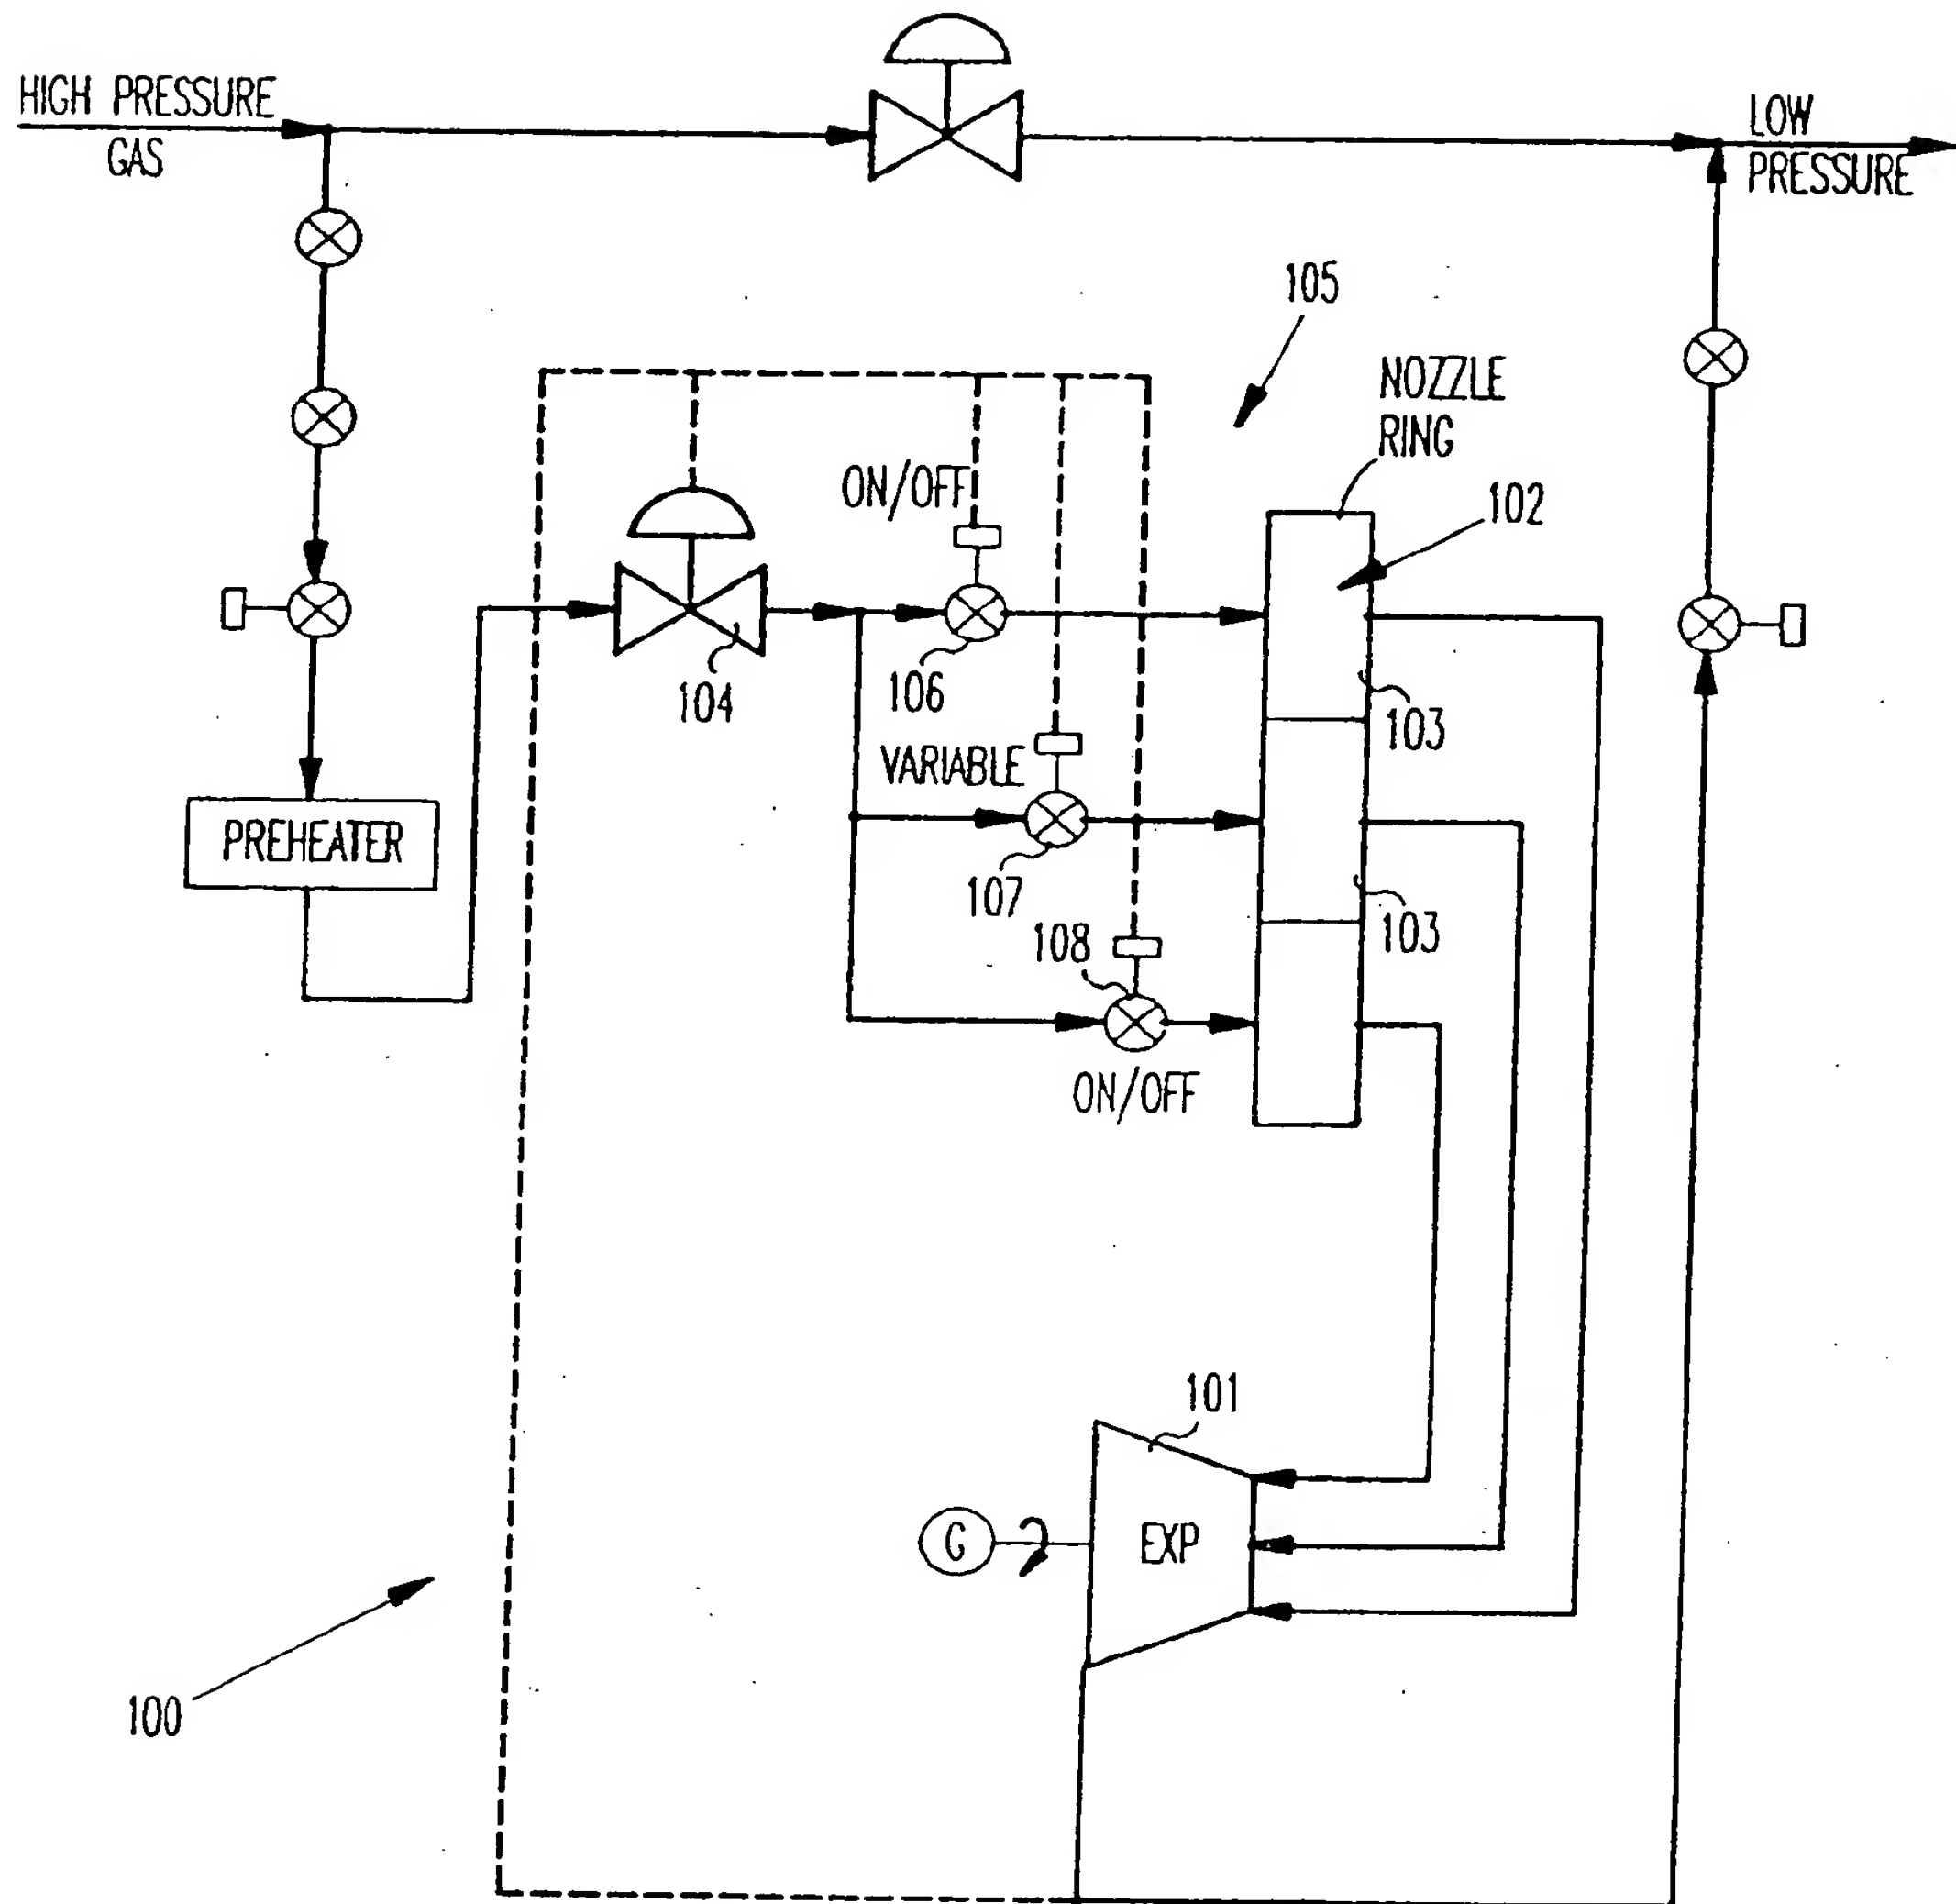 HIGH PRESSURE
GAS
LOW
PRESSURE
105
NOZZLE
RING
ON/OFF
102
104
106
103
VARIABLE
PREHEATER
107
103
108
ON/OFF
101
G
EXP
100